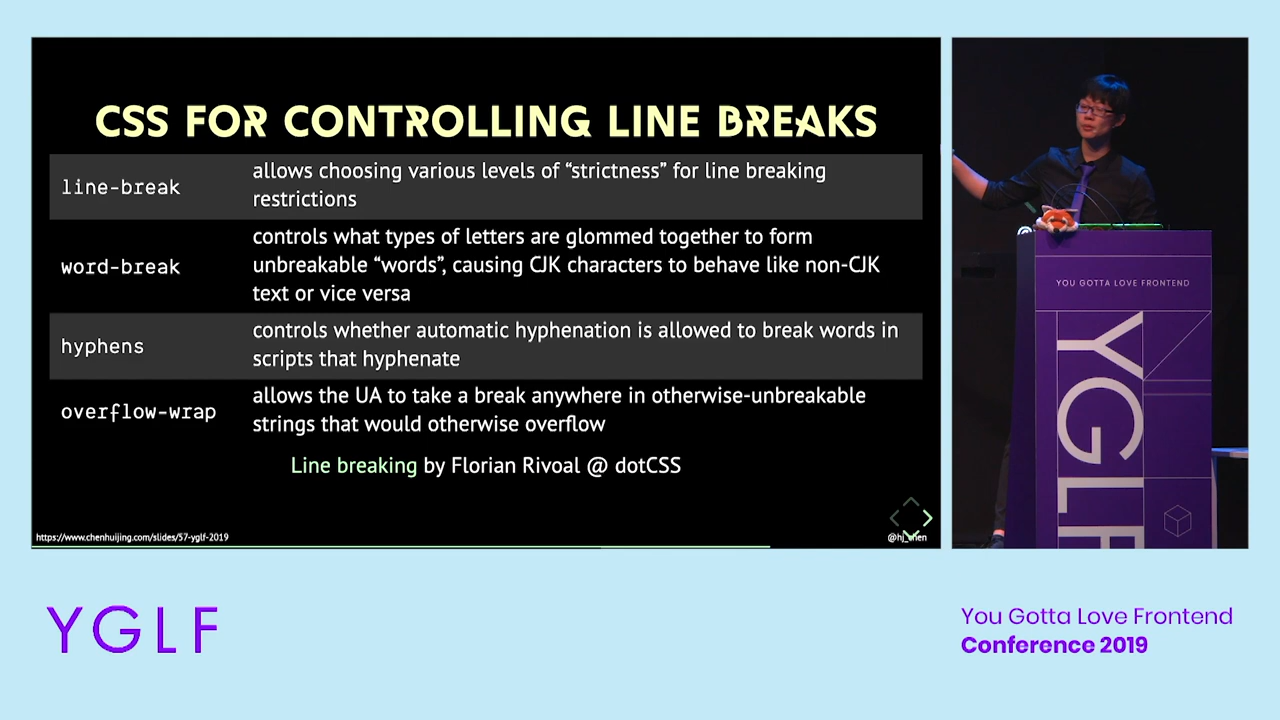 CSS FOR CONTROLLING LINE BREAKS
line-break
allows choosing various levels of “strictness” for line breaking
restrictions
word-break
controls what types of letters are glommed together to form
unbreakable “words”, causing CJK characters to behave like non-CJK
text or vice versa
hyphens
controls whether automatic hyphenation is allowed to break words in
scripts that hyphenate
overflow-wrap
allows the UA to take a break anywhere in otherwise-unbreakable
strings that would otherwise overflow
Line breaking by Florian Rivoal @ dotCSS
https://www.chenhuijing.com/slides/57-yglf-2019
@hj_chen
YOU GOTTA LOVE FRONTEND
YGLF
YGLF
You Gotta Love Frontend
Conference 2019